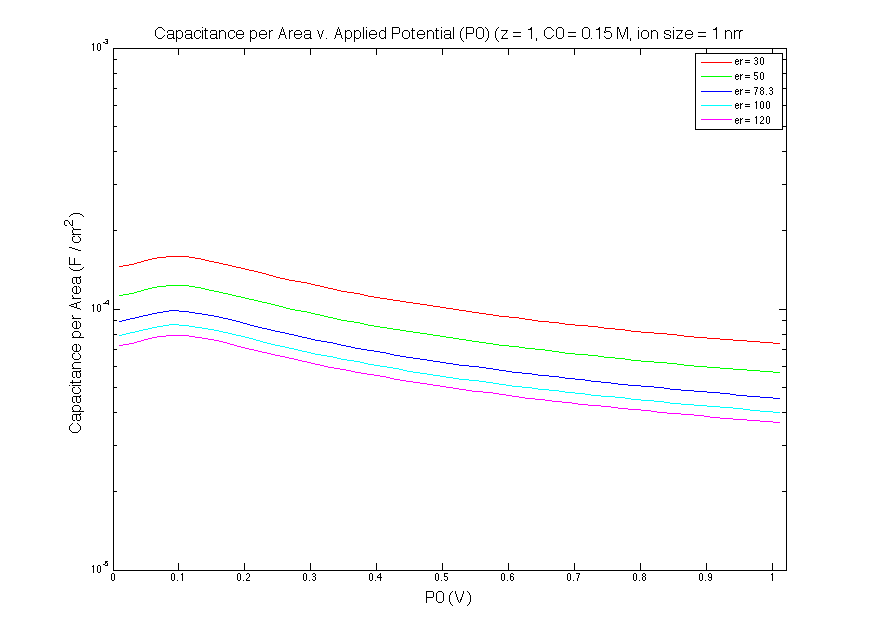 Capacitance per Area v. Applied Potential (P0) (z = 1, C0 = 0.15 M, ion size = 1 nm
10^-3
er = 30
er = 50
er = 78.3
er = 100
er = 120
Capacitance per Area (F / cm^2)
10^-4
10^-5
0 0.1 0.2 0.3 0.4 0.5 0.6 0.7 0.8 0.9 1
P0 (V)